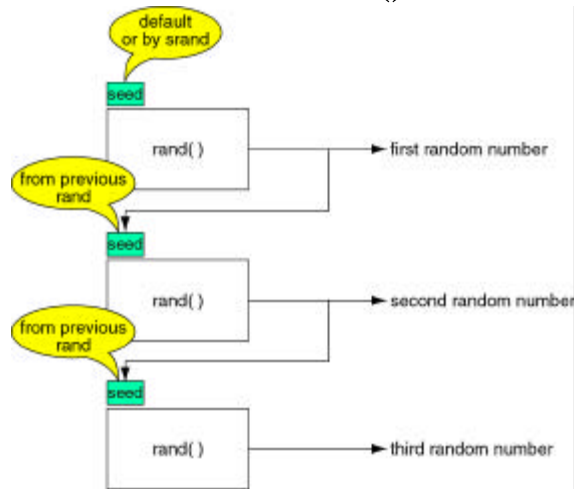 ()
default
or by srand
seed
rand( )
first random number
from previous
rand
seed
rand( )
second random number
from previous
rand
seed
rand( )
third random number